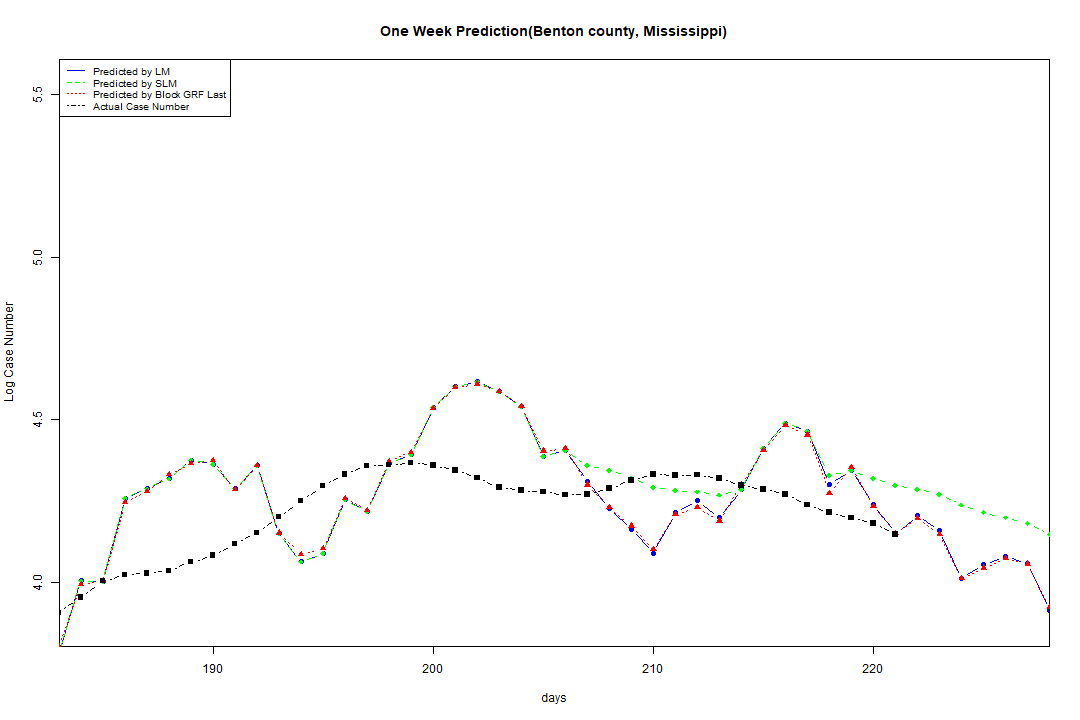 One Week Prediction(Benton county, Mississippi)
Predicted by LM
Predicted by SLM
Predicted by Block GRF Last
Actual Case Number
5.5
5.0
4.5
4.0
Log Case Number
190 200 210 220
days